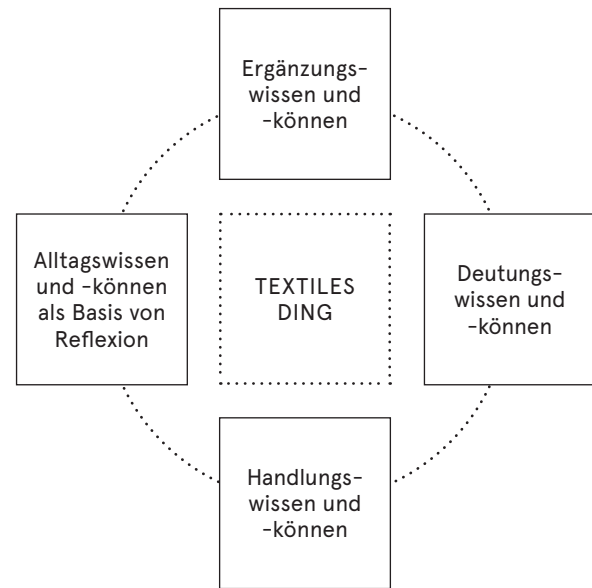 Ergänzungs-
wissen und
-können
Alltagswissen
und -können
als Basis von
Reflexion
TEXTILES
DING
Deutungs-
wissen und
-können
Handlungs-
wissen und
-können